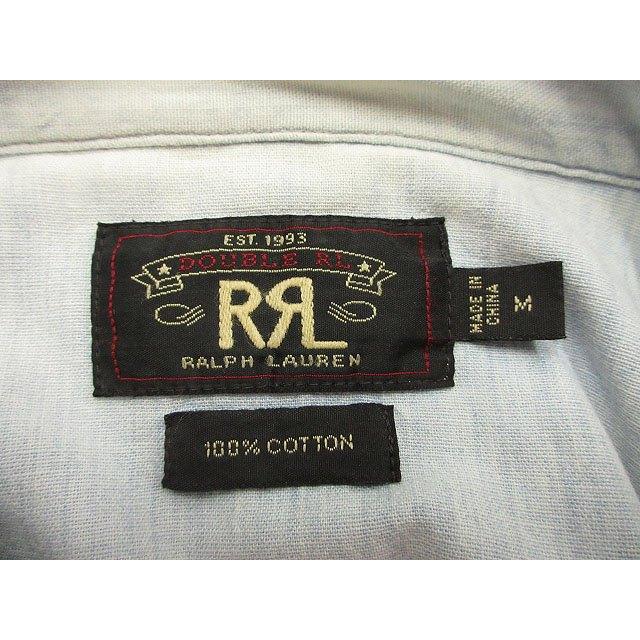 EST. 1993
DOUBLE RL
RRL
RALPH LAUREN
MADE IN
CHINA
M
100% COTTON